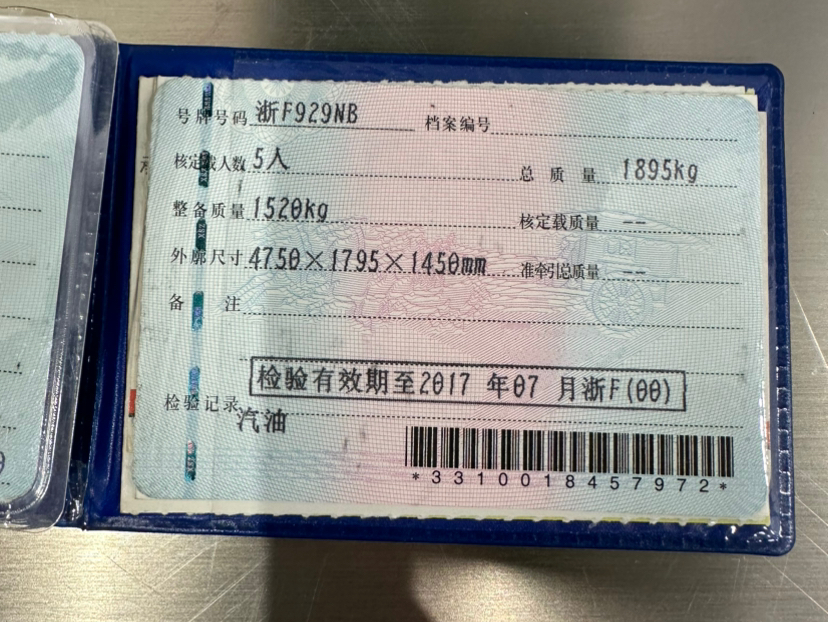 号牌号码 浙F929NB 档案编号
核定载人数 5人 总质量 1895kg
整备质量 1520kg 核定载质量 --
外廓尺寸 4750×1795×1450mm 准牵引总质量 --
备注
检验有效期至2017 年07 月浙F(00)
检验记录
汽油
*3310018457972*